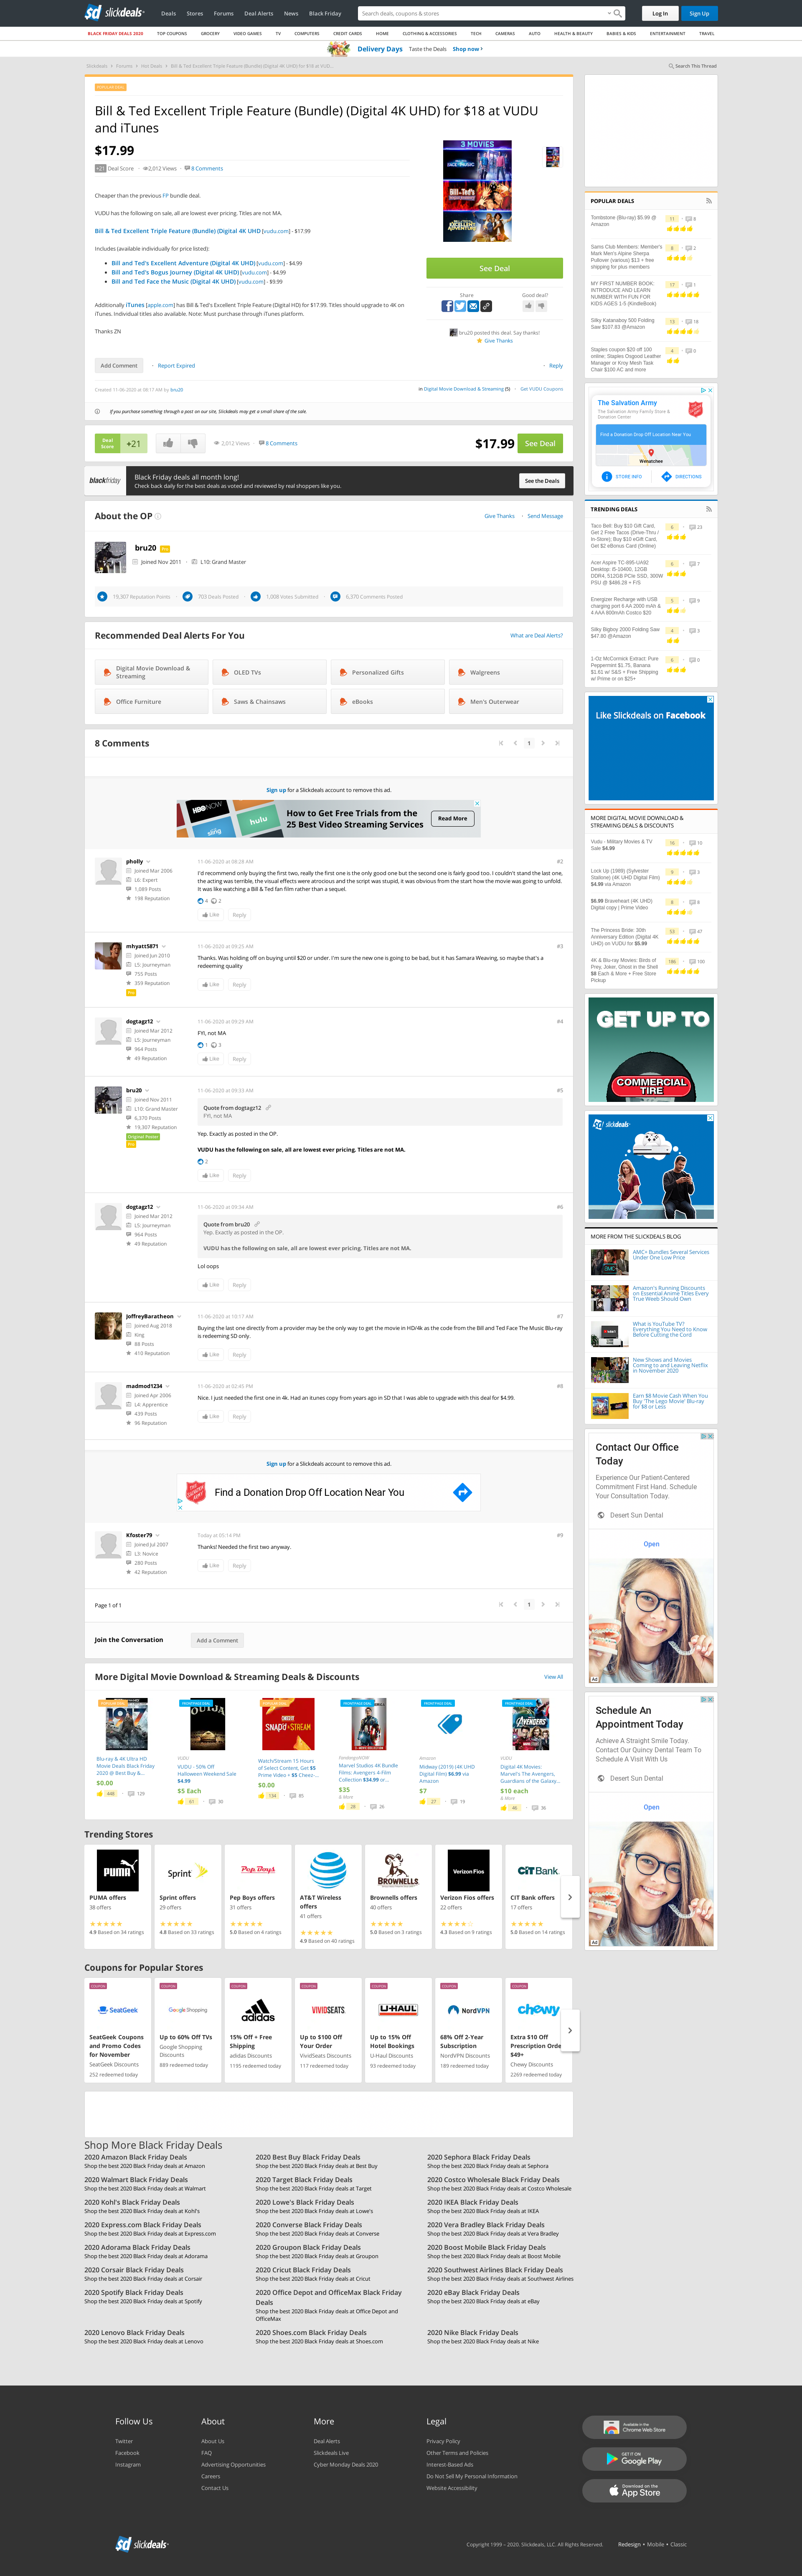 slickdeals
Deals Stores Forums Deal Alerts News Black Friday
Search deals, coupons & stores
Log In
Sign Up
BLACK FRIDAY DEALS 2020 TOP COUPONS GROCERY VIDEO GAMES TV COMPUTERS CREDIT CARDS HOME CLOTHING & ACCESSORIES TECH CAMERAS AUTO HEALTH & BEAUTY BABIES & KIDS ENTERTAINMENT TRAVEL
Delivery Days Taste the Deals Shop now ›
Slickdeals › Forums › Hot Deals › Bill & Ted Excellent Triple Feature (Bundle) (Digital 4K UHD) for $18 at VUD...
Search This Thread
POPULAR DEAL
Bill & Ted Excellent Triple Feature (Bundle) (Digital 4K UHD) for $18 at VUDU
and iTunes
$17.99
+21 Deal Score 2,012 Views 8 Comments
Cheaper than the previous FP bundle deal.
VUDU has the following on sale, all are lowest ever pricing, Titles are not MA.
Bill & Ted Excellent Triple Feature (Bundle) (Digital 4K UHD [vudu.com] - $17.99
Includes (available individually for price listed):
• Bill and Ted's Excellent Adventure (Digital 4K UHD) [vudu.com] - $4.99
• Bill and Ted's Bogus Journey (Digital 4K UHD) [vudu.com] - $4.99
• Bill and Ted Face the Music (Digital 4K UHD) [vudu.com] - $9.99
Additionally iTunes [apple.com] has Bill & Ted's Excellent Triple Feature (Digital HD) for $17.99. Titles should upgrade to 4K on
iTunes. Individual titles also available. Note: Must purchase through iTunes platform.
Thanks ZN
See Deal
Share
Good deal?
bru20 posted this deal. Say thanks!
Give Thanks
Add Comment
Report Expired
Reply
Created 11-06-2020 at 08:17 AM by bru20
in Digital Movie Download & Streaming (5)
Get VUDU Coupons
If you purchase something through a post on our site, Slickdeals may get a small share of the sale.
Deal
Score
+21
2,012 Views
8 Comments
$17.99
See Deal
blackfriday
Black Friday deals all month long!
Check back daily for the best deals as voted and reviewed by real shoppers like you.
See the Deals
About the OP
Give Thanks
Send Message
bru20 Pro
Joined Nov 2011 L10: Grand Master
19,307 Reputation Points
703 Deals Posted
1,008 Votes Submitted
6,370 Comments Posted
Recommended Deal Alerts For You
What are Deal Alerts?
Digital Movie Download &
Streaming
OLED TVs
Personalized Gifts
Walgreens
Office Furniture
Saws & Chainsaws
eBooks
Men's Outerwear
8 Comments
1
Sign up for a Slickdeals account to remove this ad.
HBO NOW
sling
hulu
How to Get Free Trials from the
25 Best Video Streaming Services
Read More
pholly
Joined Mar 2006
L6: Expert
1,089 Posts
198 Reputation
11-06-2020 at 08:28 AM
#2
I'd recommend only buying the first two, really the first one is the only good one but the second one is fairly good too. I couldn't stand the last one,
the acting was terrible, the visual effects were atrocious and the script was stupid, it was obvious from the start how the movie was going to unfold.
It was like watching a Bill & Ted fan film rather than a sequel.
4 2
Like Reply
mhyatt5871
Joined Jun 2010
L5: Journeyman
755 Posts
359 Reputation
Pro
11-06-2020 at 09:25 AM
#3
Thanks. Was holding off on buying until $20 or under. I'm sure the new one is going to be bad, but it has Samara Weaving, so maybe that's a
redeeming quality
Like Reply
dogtagz12
Joined Mar 2012
L5: Journeyman
964 Posts
49 Reputation
11-06-2020 at 09:29 AM
#4
FYI, not MA
1 3
Like Reply
bru20
Joined Nov 2011
L10: Grand Master
6,370 Posts
19,307 Reputation
Original Poster
Pro
11-06-2020 at 09:33 AM
#5
Quote from dogtagz12
FYI, not MA
Yep. Exactly as posted in the OP.
VUDU has the following on sale, all are lowest ever pricing, Titles are not MA.
2
Like Reply
dogtagz12
Joined Mar 2012
L5: Journeyman
964 Posts
49 Reputation
11-06-2020 at 09:34 AM
#6
Quote from bru20
Yep. Exactly as posted in the OP.
VUDU has the following on sale, all are lowest ever pricing. Titles are not MA.
Lol oops
Like Reply
JoffreyBaratheon
Joined Aug 2018
King
88 Posts
410 Reputation
11-06-2020 at 10:17 AM
#7
Buying the last one directly from a provider may be the only way to get the movie in HD/4k as the code from the Bill and Ted Face The Music Blu-ray
is redeeming SD only.
Like Reply
madmod1234
Joined Apr 2006
L4: Apprentice
439 Posts
96 Reputation
11-06-2020 at 02:45 PM
#8
Nice. I just needed the first one in 4k. Had an itunes copy from years ago in SD that I was able to upgrade with this deal for $4.99.
Like Reply
Sign up for a Slickdeals account to remove this ad.
Find a Donation Drop Off Location Near You
Kfoster79
Joined Jul 2007
L3: Novice
280 Posts
42 Reputation
Today at 05:14 PM
#9
Thanks! Needed the first two anyway.
Like Reply
Page 1 of 1
1
Join the Conversation
Add a Comment
More Digital Movie Download & Streaming Deals & Discounts
View All
Blu-ray & 4K Ultra HD
Movie Deals Black Friday
2020 @ Best Buy &...
$0.00
448 129
VUDU
VUDU - 50% Off
Halloween Weekend Sale
$4.99
$5 Each
61 39
Watch/Stream 15 Hours
of Select Content, Get $5
Prime Video + $5 Cheez-...
$0.00
134 85
FandangoNOW
Marvel Studios 4K Bundle
Films: Avengers 4-Film
Collection $34.99 or...
$35
& More
28 26
Amazon
Midway (2019) (4K UHD
Digital Film) $6.99 via
Amazon
$7
27 19
VUDU
Digital 4K Movies:
Marvel's The Avengers,
Guardians of the Galaxy...
$10 each
& More
46 36
Trending Stores
PUMA offers
38 offers
4.9 Based on 34 ratings
Sprint offers
29 offers
4.8 Based on 33 ratings
Pep Boys offers
31 offers
5.0 Based on 4 ratings
AT&T Wireless
offers
41 offers
4.9 Based on 40 ratings
Brownells offers
40 offers
5.0 Based on 3 ratings
Verizon Fios offers
22 offers
4.3 Based on 9 ratings
CIT Bank offers
17 offers
5.0 Based on 14 ratings
Coupons for Popular Stores
COUPON
SeatGeek Coupons
and Promo Codes
for November
SeatGeek Discounts
252 redeemed today
COUPON
Up to 60% Off TVs
Google Shopping
Discounts
889 redeemed today
COUPON
15% Off + Free
Shipping
adidas Discounts
1195 redeemed today
COUPON
Up to $100 Off
Your Order
VividSeats Discounts
117 redeemed today
COUPON
Up to 15% Off
Hotel Bookings
U-Haul Discounts
93 redeemed today
COUPON
68% Off 2-Year
Subscription
NordVPN Discounts
189 redeemed today
COUPON
Extra $10 Off
Prescription Orde
$49+
Chewy Discounts
2269 redeemed today
Shop More Black Friday Deals
2020 Amazon Black Friday Deals
Shop the best 2020 Black Friday deals at Amazon
2020 Best Buy Black Friday Deals
Shop the best 2020 Black Friday deals at Best Buy
2020 Sephora Black Friday Deals
Shop the best 2020 Black Friday deals at Sephora
2020 Walmart Black Friday Deals
Shop the best 2020 Black Friday deals at Walmart
2020 Target Black Friday Deals
Shop the best 2020 Black Friday deals at Target
2020 Costco Wholesale Black Friday Deals
Shop the best 2020 Black Friday deals at Costco Wholesale
2020 Kohl's Black Friday Deals
Shop the best 2020 Black Friday deals at Kohl's
2020 Lowe's Black Friday Deals
Shop the best 2020 Black Friday deals at Lowe's
2020 IKEA Black Friday Deals
Shop the best 2020 Black Friday deals at IKEA
2020 Express.com Black Friday Deals
Shop the best 2020 Black Friday deals at Express.com
2020 Converse Black Friday Deals
Shop the best 2020 Black Friday deals at Converse
2020 Vera Bradley Black Friday Deals
Shop the best 2020 Black Friday deals at Vera Bradley
2020 Adorama Black Friday Deals
Shop the best 2020 Black Friday deals at Adorama
2020 Groupon Black Friday Deals
Shop the best 2020 Black Friday deals at Groupon
2020 Boost Mobile Black Friday Deals
Shop the best 2020 Black Friday deals at Boost Mobile
2020 Corsair Black Friday Deals
Shop the best 2020 Black Friday deals at Corsair
2020 Cricut Black Friday Deals
Shop the best 2020 Black Friday deals at Cricut
2020 Southwest Airlines Black Friday Deals
Shop the best 2020 Black Friday deals at Southwest Airlines
2020 Spotify Black Friday Deals
Shop the best 2020 Black Friday deals at Spotify
2020 Office Depot and OfficeMax Black Friday
Deals
Shop the best 2020 Black Friday deals at Office Depot and
OfficeMax
2020 eBay Black Friday Deals
Shop the best 2020 Black Friday deals at eBay
2020 Lenovo Black Friday Deals
Shop the best 2020 Black Friday deals at Lenovo
2020 Shoes.com Black Friday Deals
Shop the best 2020 Black Friday deals at Shoes.com
2020 Nike Black Friday Deals
Shop the best 2020 Black Friday deals at Nike
POPULAR DEALS
Tombstone (Blu-ray) $5.99 @
Amazon
11 8
Sams Club Members: Member's
Mark Men's Alpine Sherpa
Pullover (various) $13 + free
shipping for plus members
8 2
MY FIRST NUMBER BOOK:
INTRODUCE AND LEARN
NUMBER WITH FUN FOR
KIDS AGES 1-5 (KindleBook)
17 1
Silky Katanaboy 500 Folding
Saw $107.83 @Amazon
13 18
Staples coupon $20 off 100
online; Staples Osgood Leather
Manager or Kroy Mesh Task
Chair $100 AC and more
4 0
The Salvation Army
The Salvation Army Family Store &
Donation Center
Find a Donation Drop Off Location Near You
Wenatchee
STORE INFO
DIRECTIONS
TRENDING DEALS
Taco Bell: Buy $10 Gift Card,
Get 2 Free Tacos (Drive-Thru /
In-Store); Buy $10 eGift Card,
Get $2 eBonus Card (Online)
6 23
Acer Aspire TC-895-UA92
Desktop: i5-10400, 12GB
DDR4, 512GB PCIe SSD, 300W
PSU @ $486.28 + F/S
6 7
Energizer Recharge with USB
charging port 6 AA 2000 mAh &
4 AAA 800mAh Costco $20
5 9
Silky Bigboy 2000 Folding Saw
$47.80 @Amazon
4 3
1-Oz McCormick Extract: Pure
Peppermint $1.75, Banana
$1.61 w/ S&S + Free Shipping
w/ Prime or on $25+
6 0
Like Slickdeals on Facebook
MORE DIGITAL MOVIE DOWNLOAD &
STREAMING DEALS & DISCOUNTS
Vudu - Military Movies & TV
Sale $4.99
16 10
Lock Up (1989) (Sylvester
Stallone) (4K UHD Digital Film)
$4.99 via Amazon
9 3
$6.99 Braveheart (4K UHD)
Digital copy | Prime Video
8 6
The Princess Bride: 30th
Anniversary Edition (Digital 4K
UHD) on VUDU for $5.99
53 47
4K & Blu-ray Movies: Birds of
Prey, Joker, Ghost in the Shell
$8 Each & More + Free Store
Pickup
186 100
GET UP TO
COMMERCIAL
TIRE
slickdeals
MORE FROM THE SLICKDEALS BLOG
AMC+ Bundles Several Services
Under One Low Price
Amazon's Running Discounts
on Essential Anime Titles Every
True Weeb Should Own
What is YouTube TV?
Everything You Need to Know
Before Cutting the Cord
New Shows and Movies
Coming to and Leaving Netflix
in November 2020
Earn $8 Movie Cash When You
Buy 'The Lego Movie' Blu-ray
for $8 or Less
Contact Our Office
Today
Experience Our Patient-Centered
Commitment First Hand. Schedule
Your Consultation Today.
Desert Sun Dental
Open
Ad
Schedule An
Appointment Today
Achieve A Straight Smile Today.
Contact Our Quincy Dental Team To
Schedule A Visit With Us
Desert Sun Dental
Open
Ad
Follow Us
Twitter
Facebook
Instagram
About
About Us
FAQ
Advertising Opportunities
Careers
Contact Us
More
Deal Alerts
Slickdeals Live
Cyber Monday Deals 2020
Legal
Privacy Policy
Other Terms and Policies
Interest-Based Ads
Do Not Sell My Personal Information
Website Accessibility
Available in the
Chrome Web Store
GET IT ON
Google Play
Download on the
App Store
slickdeals
Copyright 1999 - 2020. Slickdeals, LLC. All Rights Reserved. Redesign • Mobile • Classic